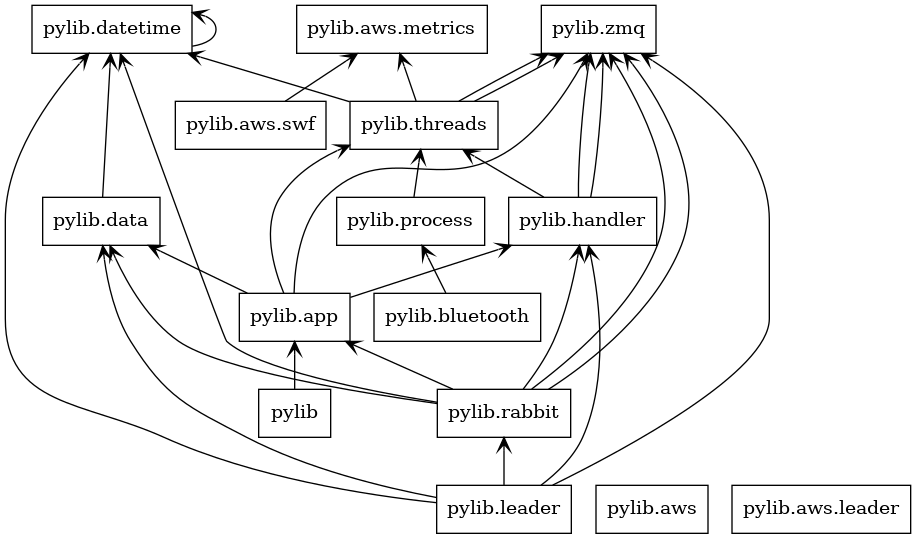 pylib.datetime
pylib.aws.metrics
pylib.zmq
pylib.aws.swf
pylib.threads
pylib.data
pylib.process
pylib.handler
pylib.app
pylib.bluetooth
pylib
pylib.rabbit
pylib.leader
pylib.aws
pylib.aws.leader